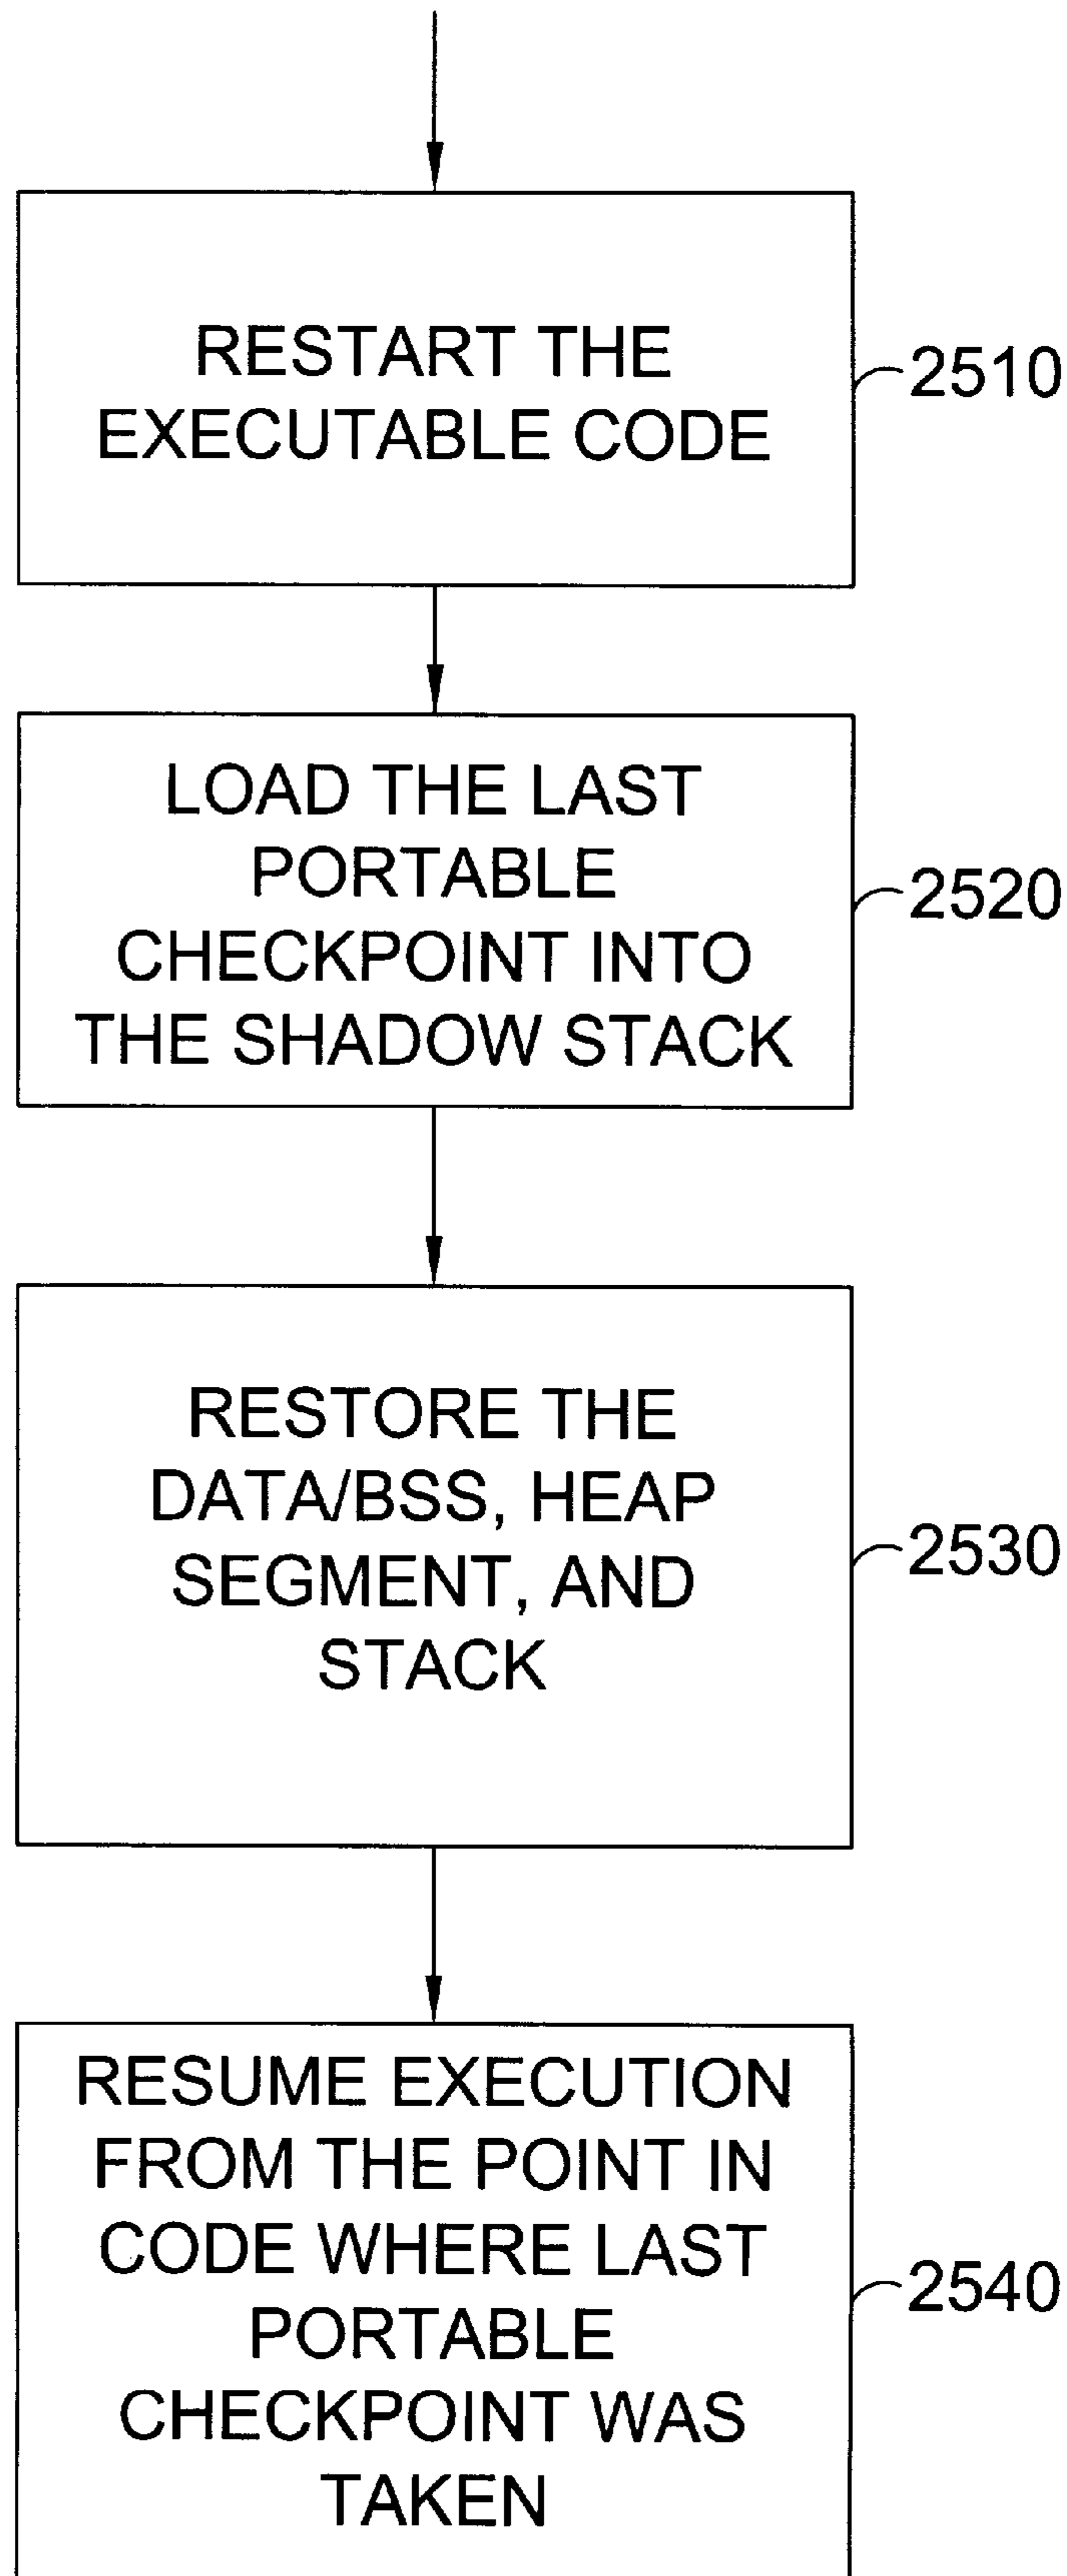 RESTART THE
EXECUTABLE CODE
2510
LOAD THE LAST
PORTABLE
CHECKPOINT INTO
THE SHADOW STACK
2520
RESTORE THE
DATA/BSS, HEAP
SEGMENT, AND
STACK
2530
RESUME EXECUTION
FROM THE POINT IN
CODE WHERE LAST
PORTABLE
CHECKPOINT WAS
TAKEN
2540